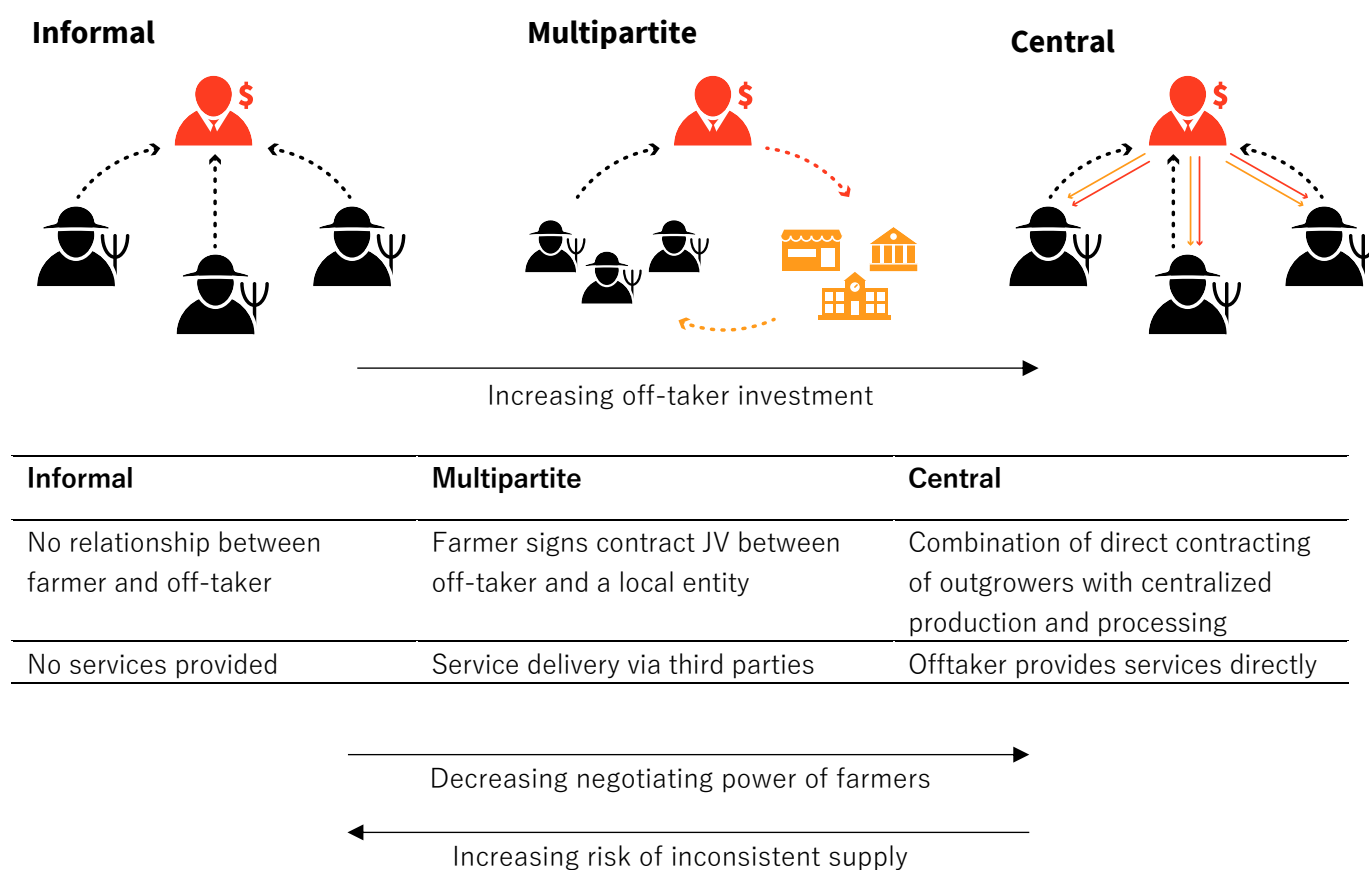 Informal
Multipartite
Central
$
$
$
Increasing off-taker investment
Informal
Multipartite
Central
No relationship between
farmer and off-taker
Farmer signs contract JV between
off-taker and a local entity
Combination of direct contracting
of outgrowers with centralized
production and processing
No services provided
Service delivery via third parties
Offtaker provides services directly
Decreasing negotiating power of farmers
Increasing risk of inconsistent supply